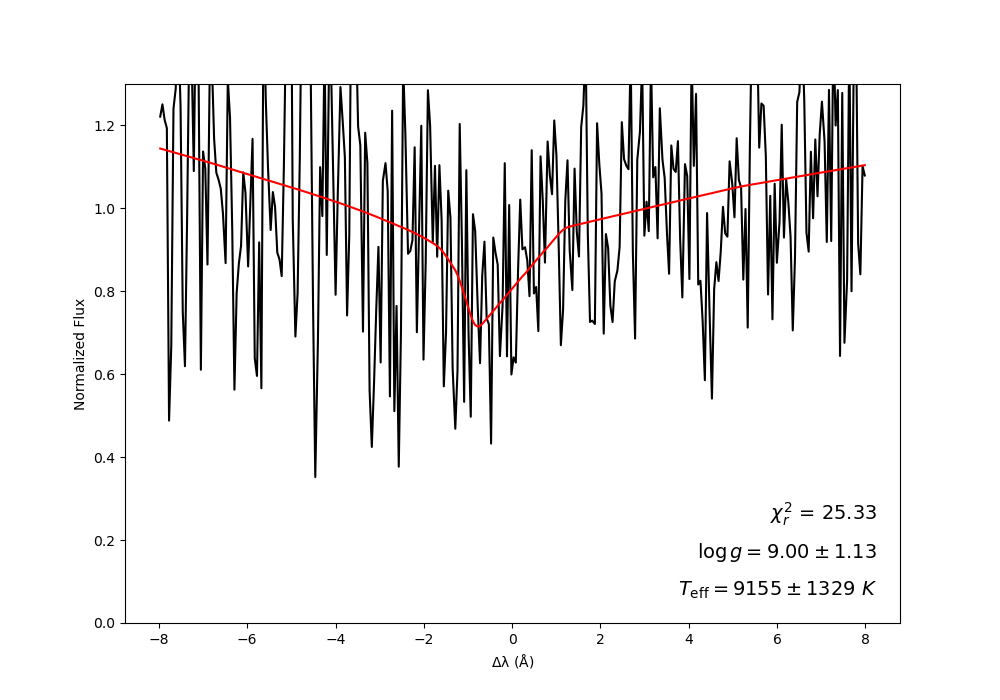 1.2
1.0
0.8
0.6
0.4
0.2
0.0
Normalized Flux
χ²ᵣ = 25.33
log g = 9.00 ± 1.13
T_eff = 9155 ± 1329 K
−8 −6 −4 −2 0 2 4 6 8
Δλ (Å)